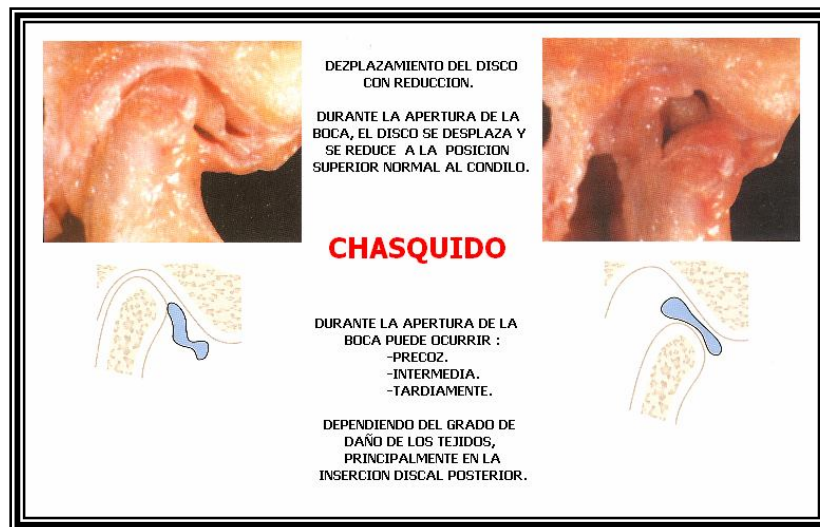 DEZPLAZAMIENTO DEL DISCO
CON REDUCCION.
DURANTE LA APERTURA DE LA
BOCA, EL DISCO SE DESPLAZA Y
SE REDUCE A LA POSICION
SUPERIOR NORMAL AL CONDILO.
CHASQUIDO
DURANTE LA APERTURA DE LA
BOCA PUEDE OCURRIR :
-PRECOZ.
-INTERMEDIA.
-TARDIAMENTE.
DEPENDIENDO DEL GRADO DE
DAÑO DE LOS TEJIDOS,
PRINCIPALMENTE EN LA
INSERCION DISCAL POSTERIOR.